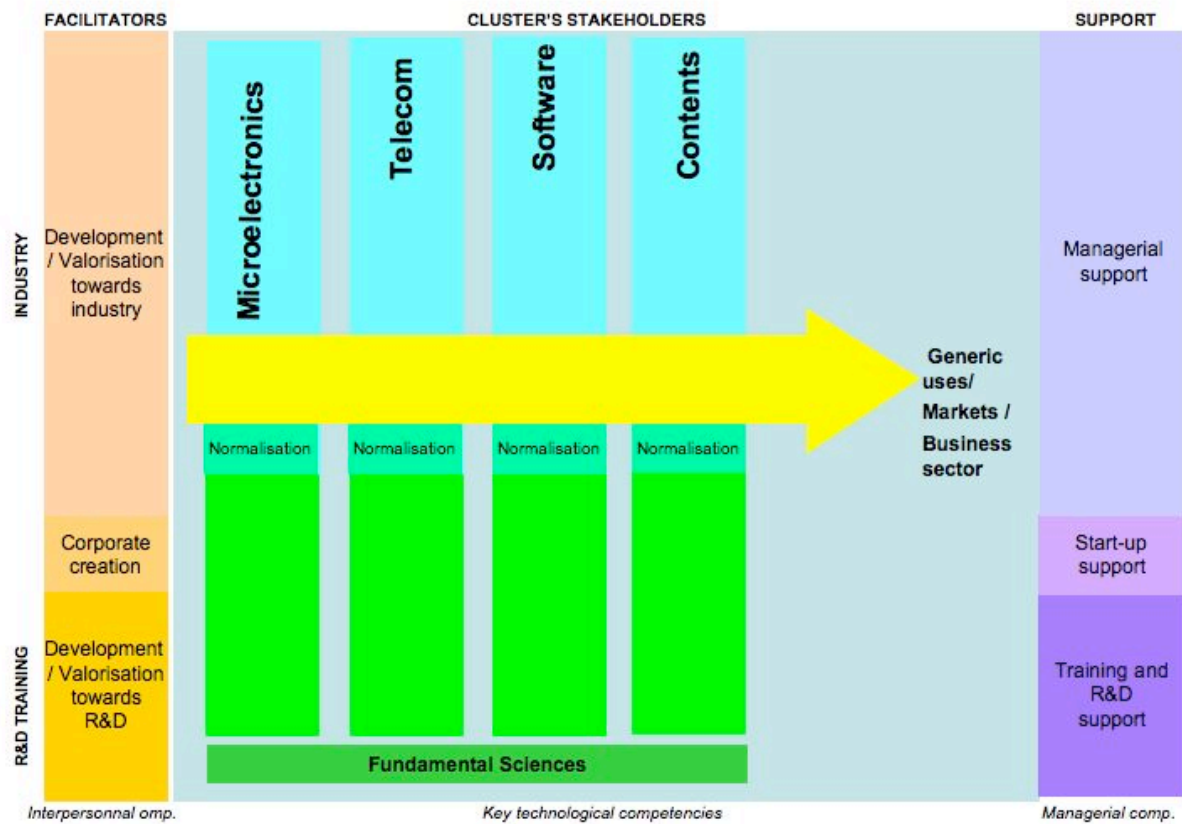 FACILITATORS
CLUSTER'S STAKEHOLDERS
SUPPORT
INDUSTRY
R&D TRAINING
Development
/ Valorisation
towards
industry
Corporate
creation
Development
/ Valorisation
towards
R&D
Microelectronics
Telecom
Software
Contents
Normalisation
Normalisation
Normalisation
Normalisation
Fundamental Sciences
Generic
uses/
Markets /
Business
sector
Managerial
support
Start-up
support
Training and
R&D
support
Interpersonnal omp.
Key technological competencies
Managerial comp.